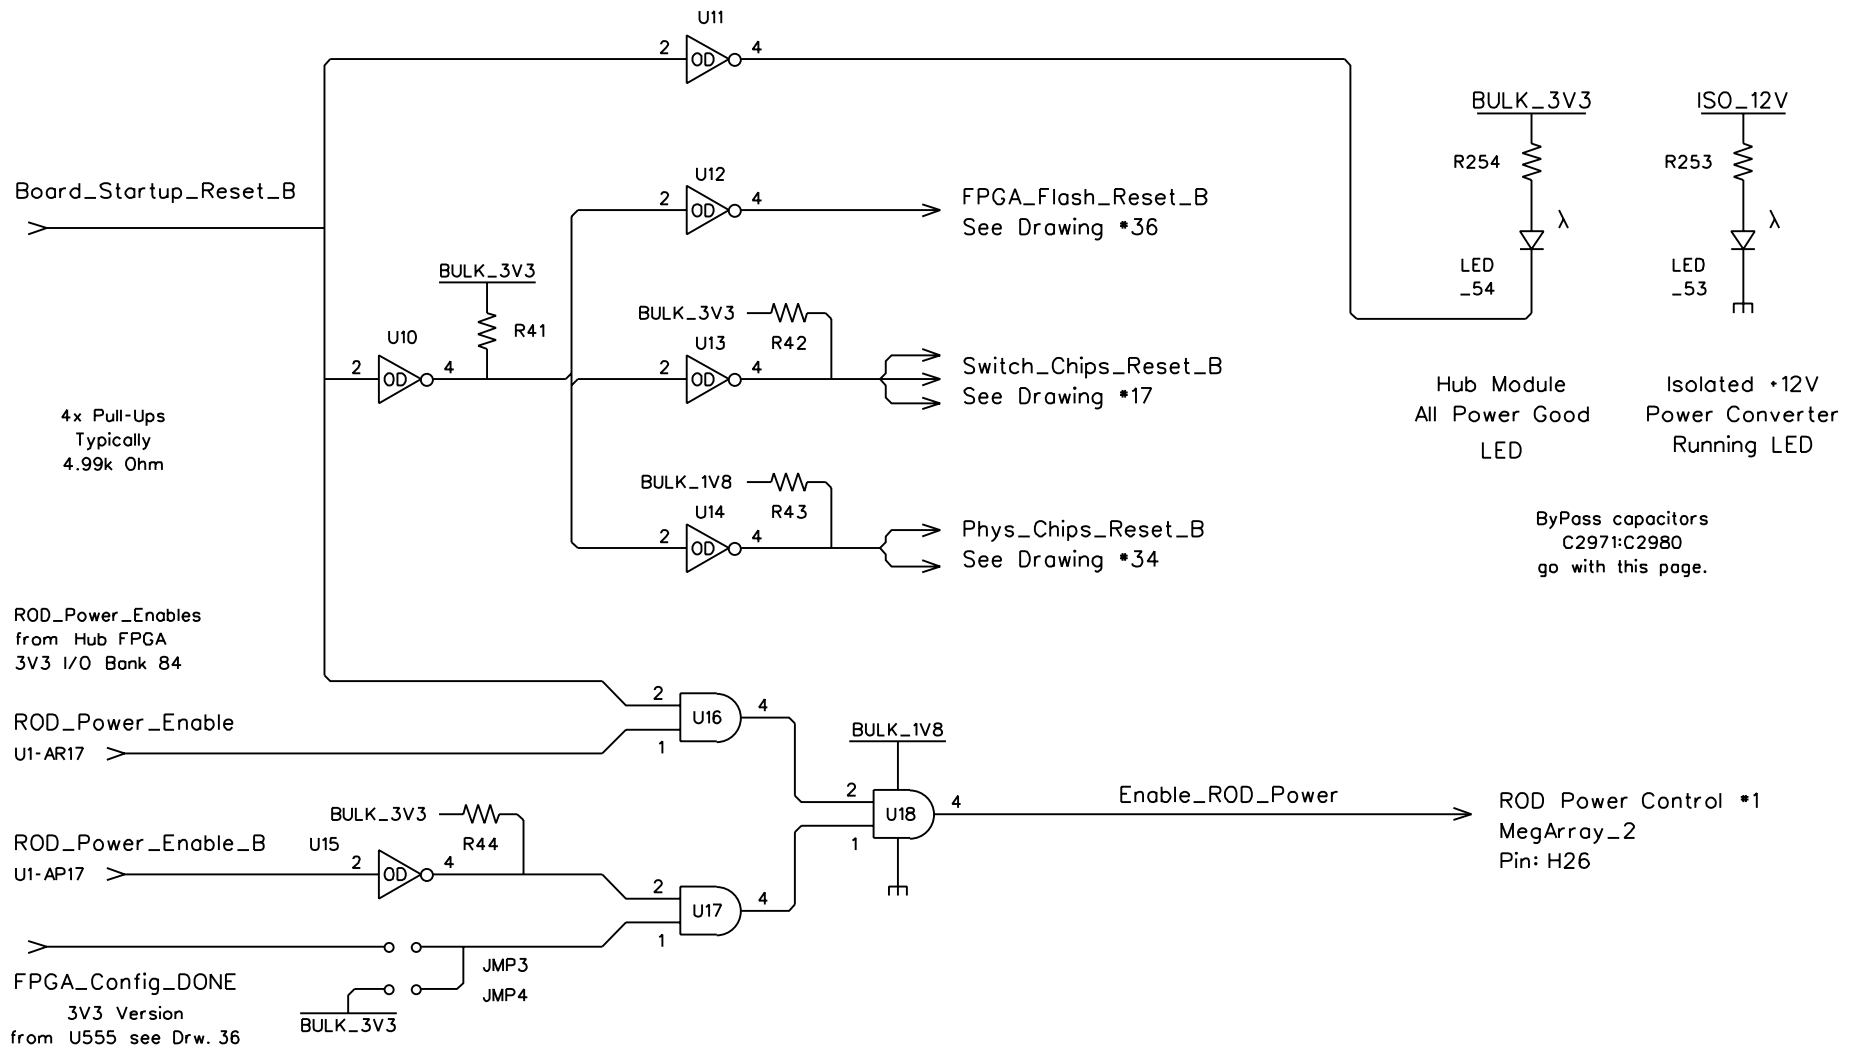 U11
2
OD
4
BULK_3V3
ISO_12V
R254
R253
λ
λ
LED
_54
LED
_53
Board_Startup_Reset_B
U12
2
OD
4
FPGA_Flash_Reset_B
See Drawing #36
BULK_3V3
R41
U10
2
OD
4
BULK_3V3
R42
U13
2
OD
4
Switch_Chips_Reset_B
See Drawing #17
Hub Module
All Power Good
LED
Isolated +12V
Power Converter
Running LED
4x Pull-Ups
Typically
4.99k Ohm
BULK_1V8
R43
U14
2
OD
4
Phys_Chips_Reset_B
See Drawing #34
ByPass capacitors
C2971:C2980
go with this page.
ROD_Power_Enables
from Hub FPGA
3V3 I/O Bank 84
ROD_Power_Enable
U1-AR17
2
U16
4
1
BULK_1V8
2
U18
4
1
Enable_ROD_Power
ROD Power Control #1
MegArray_2
Pin: H26
BULK_3V3
R44
ROD_Power_Enable_B
U15
U1-AP17
2
OD
4
2
U17
4
1
FPGA_Config_DONE
3V3 Version
from U555 see Drw. 36
JMP3
JMP4
BULK_3V3